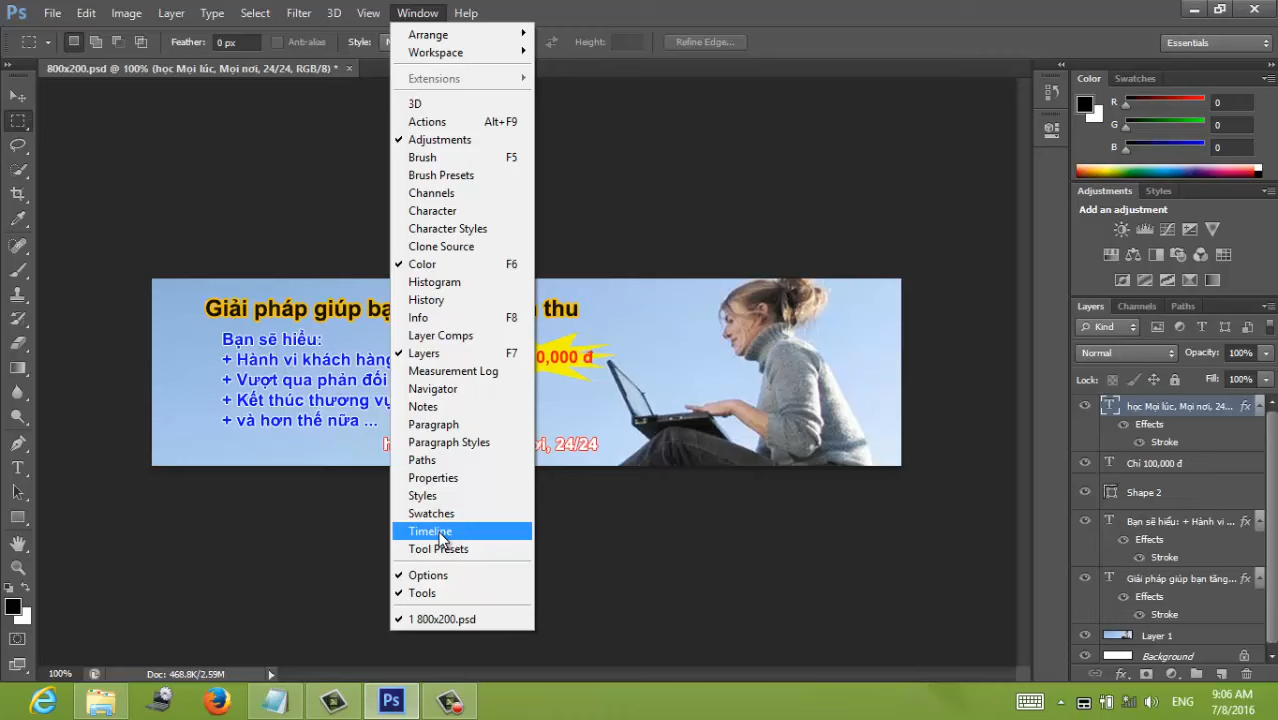 Ps File Edit Image Layer Type Select Filter 3D View Window Help
Feather: 0 px Anti-alias Style: Height: Refine Edge... Essentials
800x200.psd @ 100% (học Mọi lúc, Mọi nơi, 24/24, RGB/8) *
Arrange
Workspace
Extensions
3D
Actions Alt+F9
Adjustments
Brush F5
Brush Presets
Channels
Character
Character Styles
Clone Source
Color F6
Histogram
History
Info F8
Layer Comps
Layers F7
Measurement Log
Navigator
Notes
Paragraph
Paragraph Styles
Paths
Properties
Styles
Swatches
Timeline
Tool Presets
Options
Tools
1 800x200.psd
Giải pháp giúp bạ
thu
Bạn sẽ hiểu:
+ Hành vi khách hàng
+ Vượt qua phản đối
+ Kết thúc thương vụ
+ và hơn thế nữa ...
0,000 đ
ơi, 24/24
Color Swatches
R 0
G 0
B 0
Adjustments Styles
Add an adjustment
Layers Channels Paths
Kind
Normal Opacity: 100%
Lock: Fill: 100%
học Mọi lúc, Mọi nơi, 24... fx
Effects
Stroke
Chỉ 100,000 đ
Shape 2
Bạn sẽ hiểu: + Hành vi ... fx
Effects
Stroke
Giải pháp giúp bạn tăng... fx
Effects
Stroke
Layer 1
Background
100% Doc: 468.8K/2.59M
Ps
ENG
9:06 AM
7/8/2016